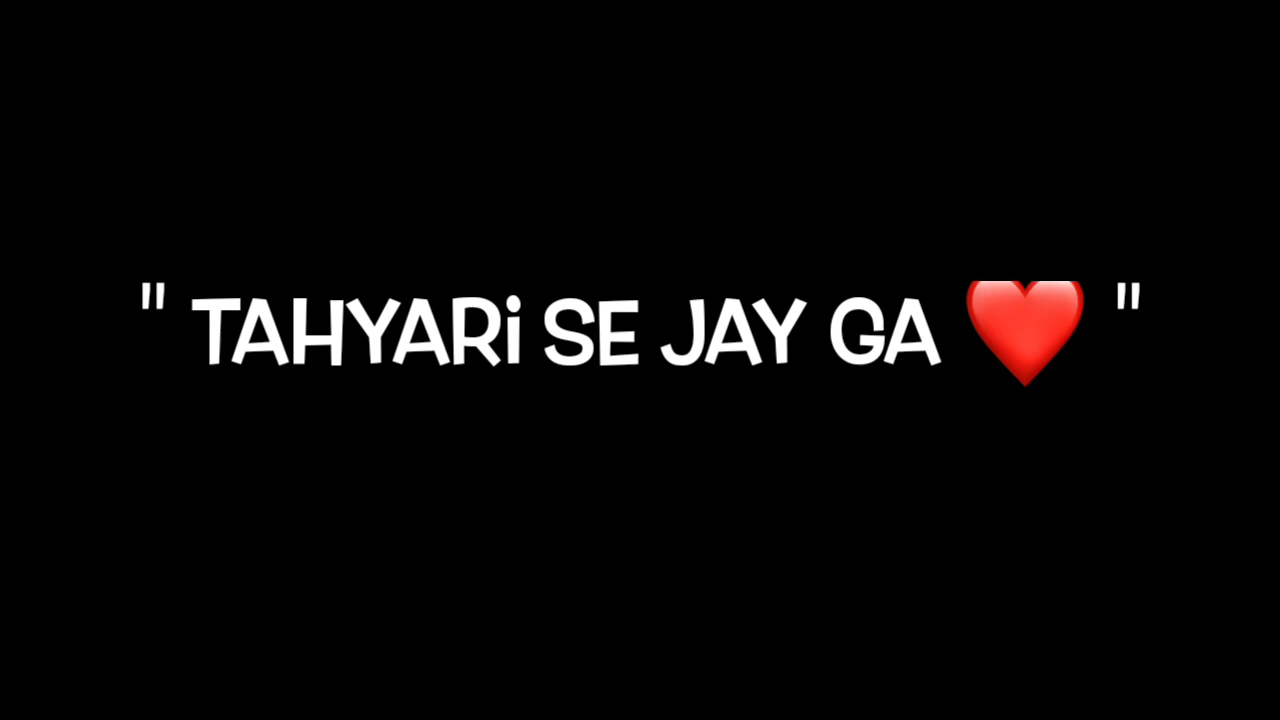 " TAHYARi SE JAY GA ❤️ "